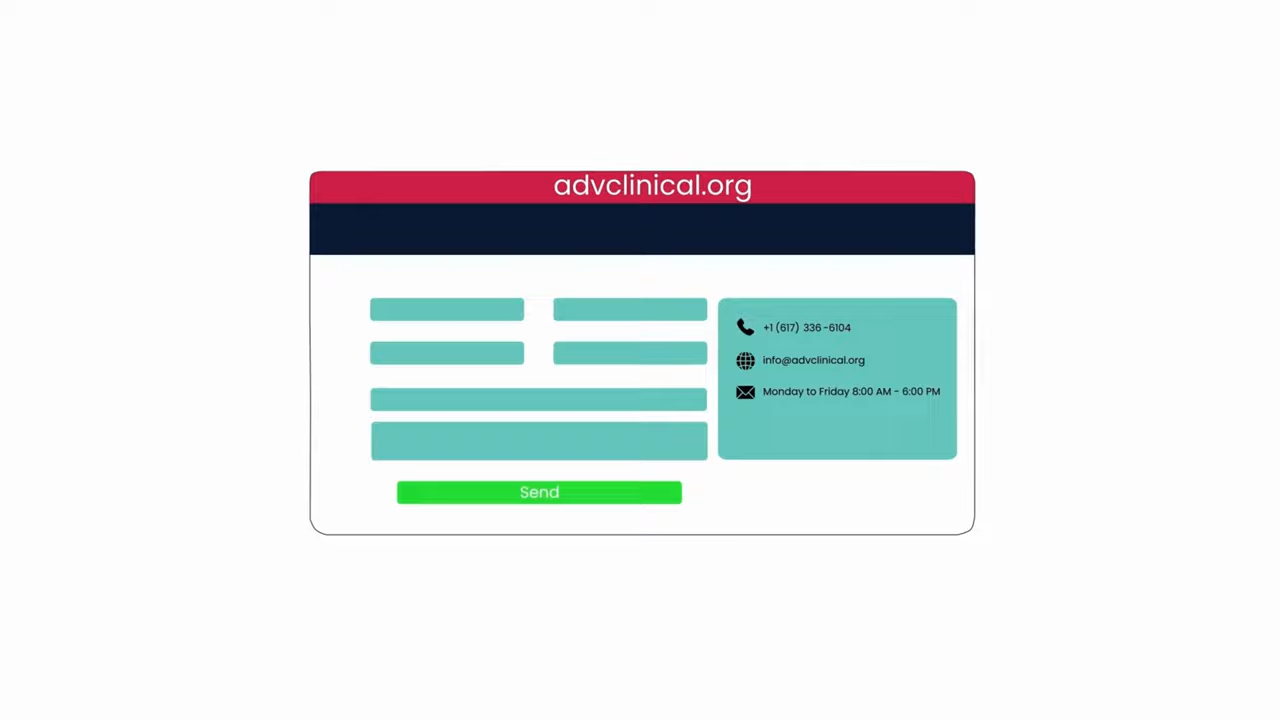 advclinical.org
+1 (617) 336 -6104
info@advclinical.org
Monday to Friday 8:00 AM - 6:00 PM
Send